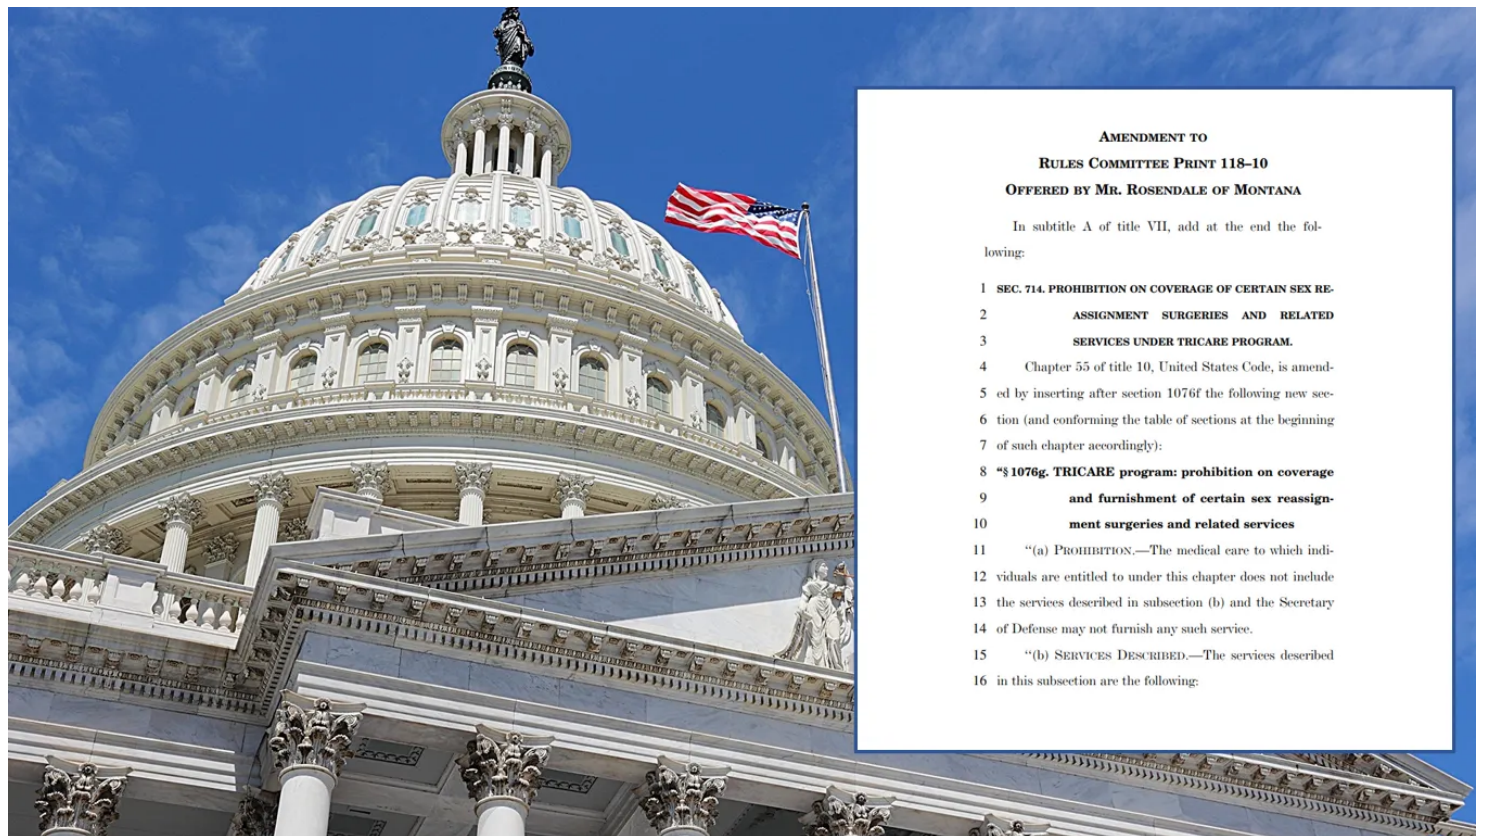 AMENDMENT TO
RULES COMMITTEE PRINT 118–10
OFFERED BY MR. ROSENDALE OF MONTANA
In subtitle A of title VII, add at the end the fol-
lowing:
1 SEC. 714. PROHIBITION ON COVERAGE OF CERTAIN SEX RE-
2 ASSIGNMENT SURGERIES AND RELATED
3 SERVICES UNDER TRICARE PROGRAM.
4 Chapter 55 of title 10, United States Code, is amend-
5 ed by inserting after section 1076f the following new sec-
6 tion (and conforming the table of sections at the beginning
7 of such chapter accordingly):
8 “§ 1076g. TRICARE program: prohibition on coverage
9 and furnishment of certain sex reassign-
10 ment surgeries and related services
11 “(a) PROHIBITION.—The medical care to which indi-
12 viduals are entitled to under this chapter does not include
13 the services described in subsection (b) and the Secretary
14 of Defense may not furnish any such service.
15 “(b) SERVICES DESCRIBED.—The services described
16 in this subsection are the following: